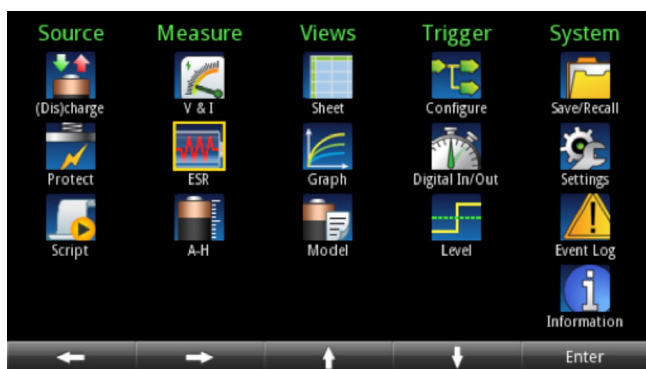 Source Measure Views Trigger System
(Dis)charge V & I Sheet Configure Save/Recall
Protect ESR Graph Digital In/Out Settings
Script A-H Model Level Event Log
Information
Enter